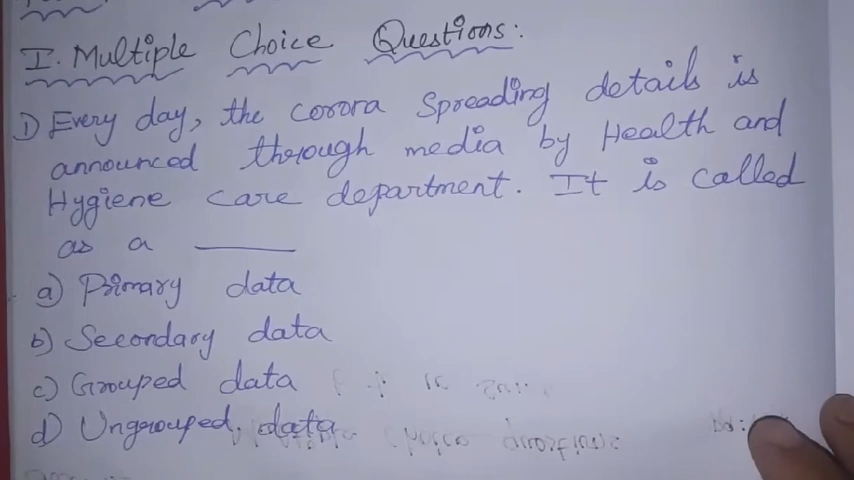 I. Multiple Choice Questions:
1) Every day, the corora Spreading details is
announced through media by Health and
Hygiene care department. It is called
as a ______
a) Primary data
b) Secondary data
c) Grouped data
d) Ungrouped data